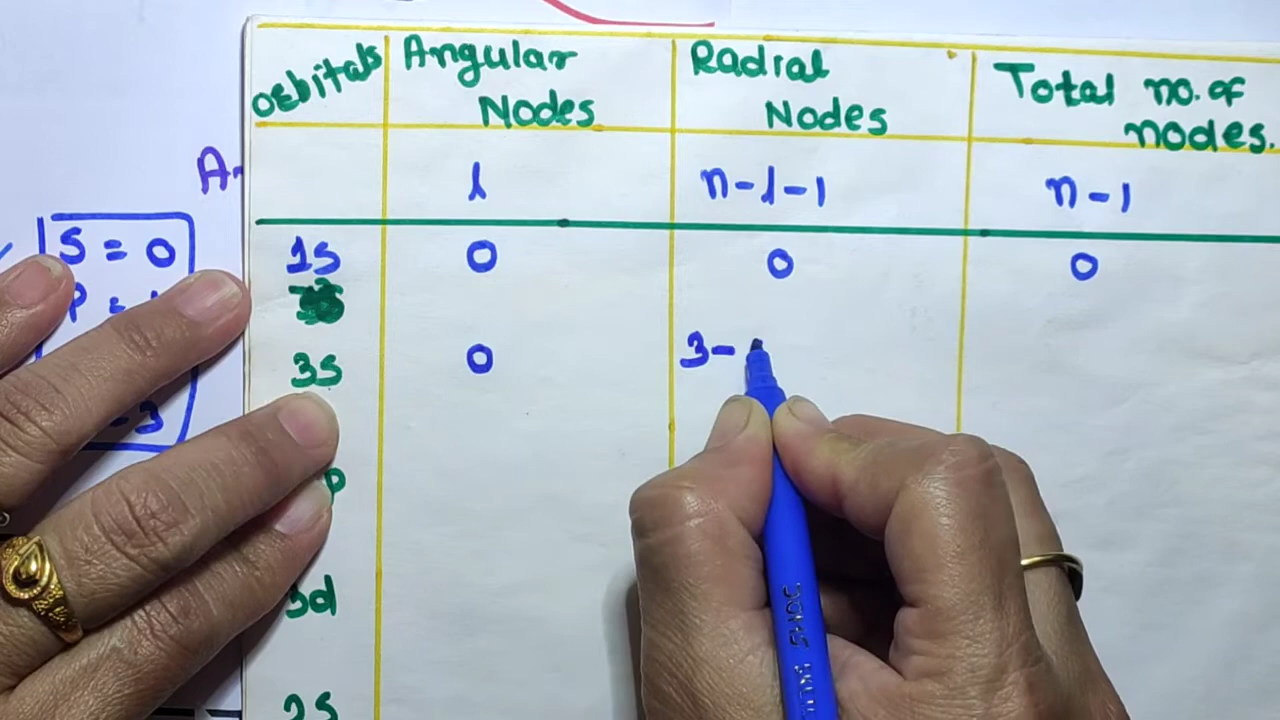 Orbitals Angular Nodes Radial Nodes Total no. of nodes.
l n-l-1 n-1
S = 0
1s 0 0 0
3s 0 3-
3d
2s